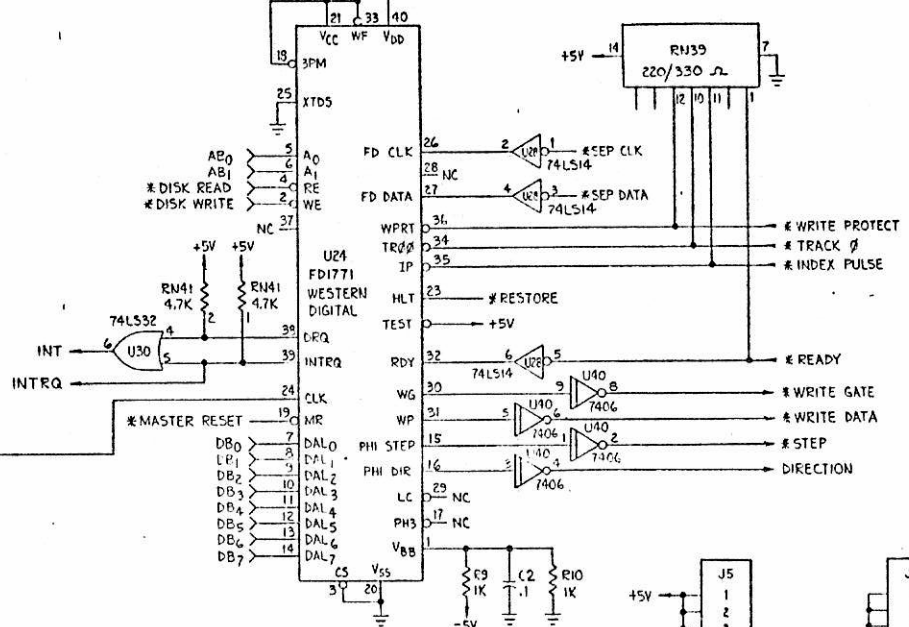 21 33 40
VCC WF VDD
RN39
220/330 Ω
+5V 14
7
12 10 11 1
18 3PM
25 XTDS
AB0 5 A0
AB1 6 A1
*DISK READ 4 RE
*DISK WRITE 2 WE
NC 37
FD CLK 26 2 U28 1 *SEP CLK
74LS14
28 NC
FD DATA 27 4 U28 3 *SEP DATA
74LS14
WPRT 36 *WRITE PROTECT
TR00 34 *TRACK 0
IP 35 *INDEX PULSE
HLT 23 *RESTORE
TEST +5V
U24
FD1771
WESTERN
DIGITAL
+5V +5V
RN41 RN41
4.7K 4.7K
2 1
74LS32
INT 6 U30 4 5
38 DRQ
INTRQ
39 INTRQ
RDY 32 6 U28 5 *READY
74LS14
24 CLK
WG 30 9 U40 8 *WRITE GATE
7406
*MASTER RESET 19 MR
WP 31 5 U40 6 *WRITE DATA
7406
PHI STEP 15 1 U40 2 *STEP
7406
PHI DIR 16 3 U40 4 DIRECTION
7406
DB0 7 DAL0
DB1 8 DAL1
DB2 9 DAL2
DB3 10 DAL3
DB4 11 DAL4
DB5 12 DAL5
DB6 13 DAL6
DB7 14 DAL7
LC 29 NC
PH3 17 NC
VBB 1
CS VSS
3 20
R9
1K
-5V
C2
.1
R10
1K
J5
+5V 1
2